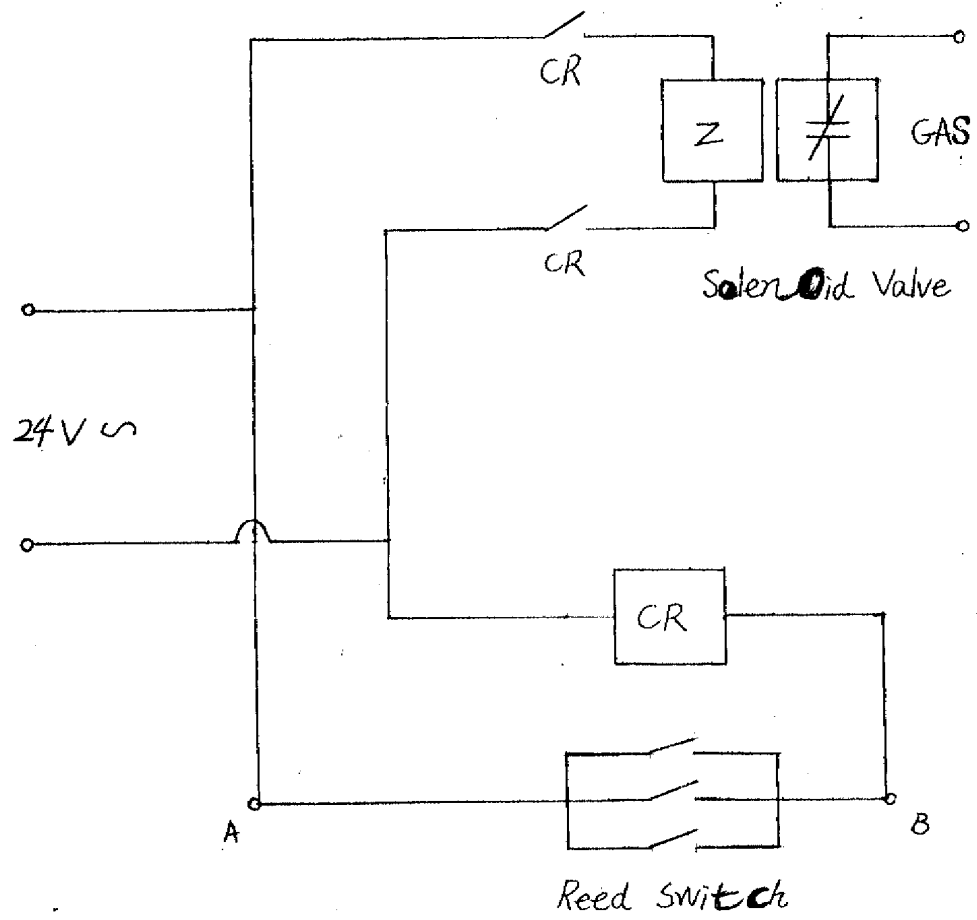 CR
Z
GAS
CR
Solenoid Valve
24V ~
CR
A
B
Reed Switch